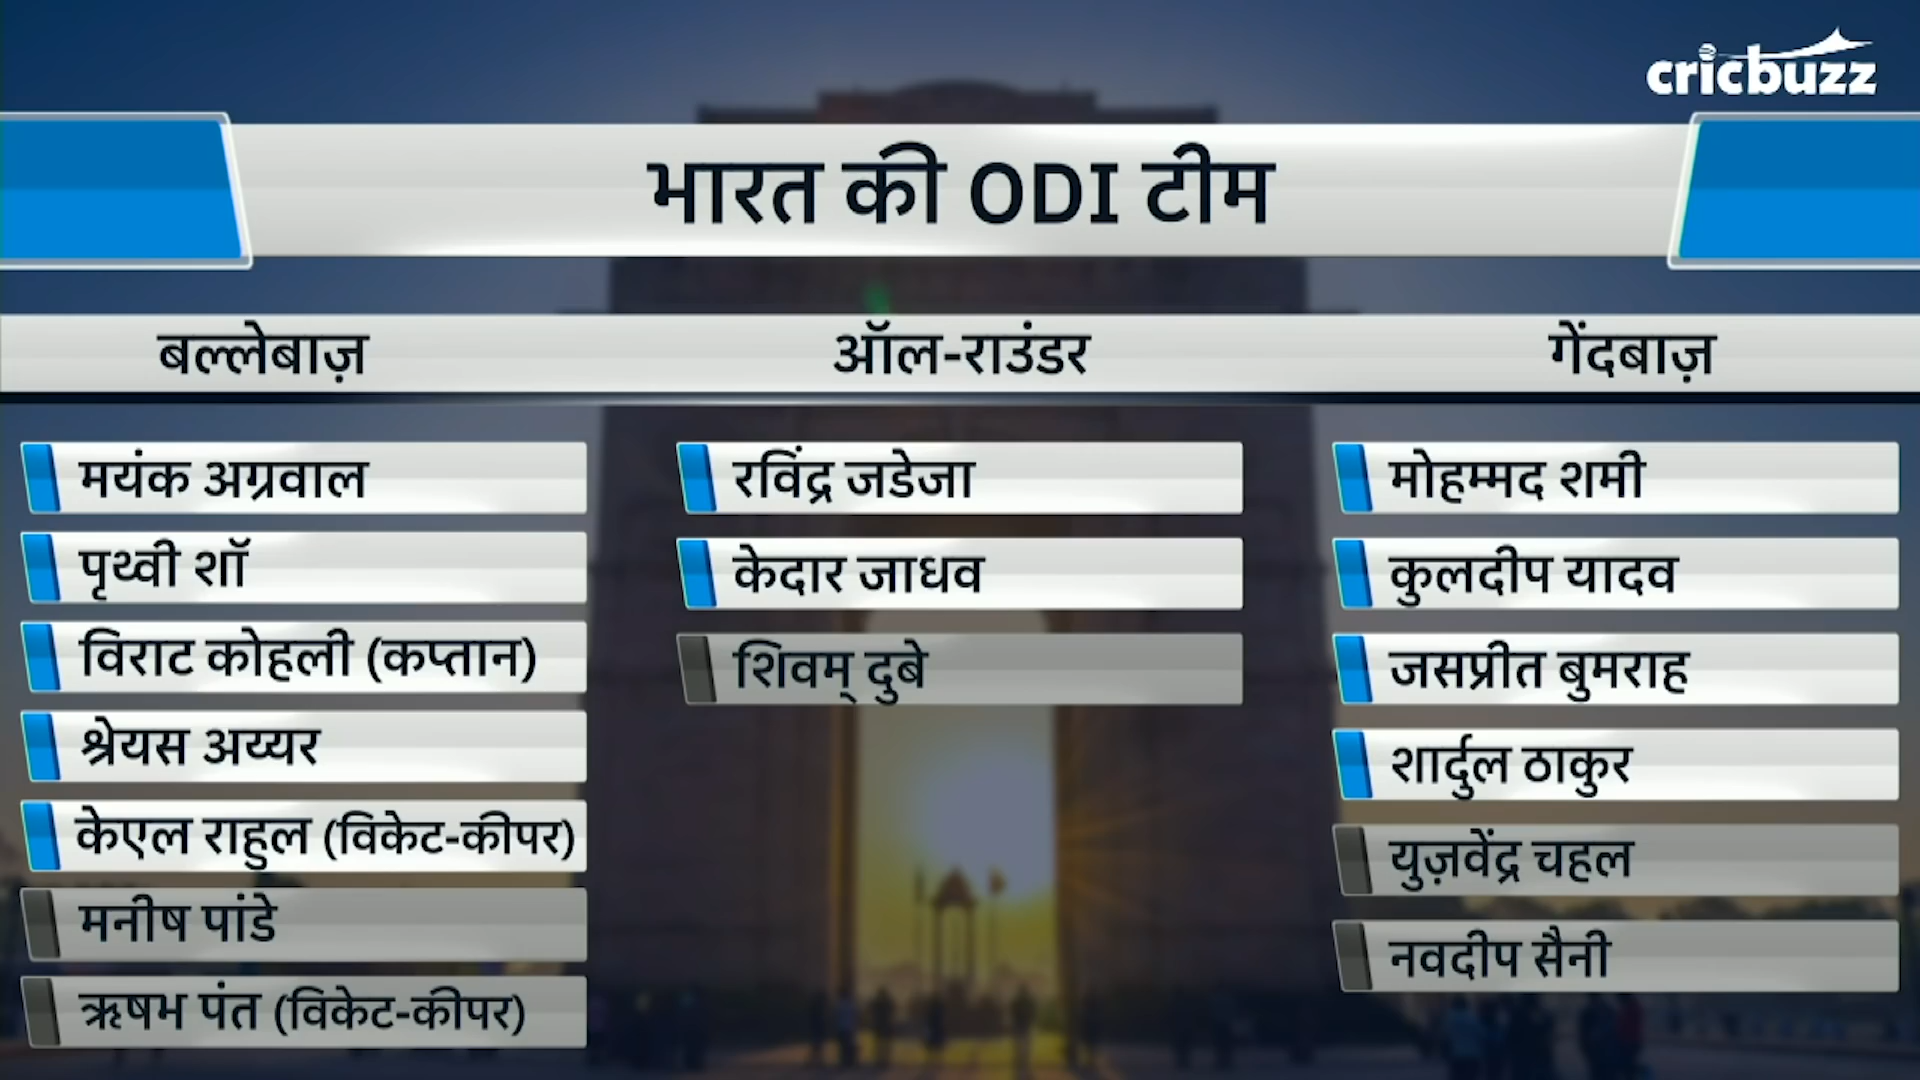 cricbuzz
भारत की ODI टीम
बल्लेबाज़
ऑल-राउंडर
गेंदबाज़
मयंक अग्रवाल
पृथ्वी शॉ
विराट कोहली (कप्तान)
श्रेयस अय्यर
केएल राहुल (विकेट-कीपर)
मनीष पांडे
ऋषभ पंत (विकेट-कीपर)
रविंद्र जडेजा
केदार जाधव
शिवम् दुबे
मोहम्मद शमी
कुलदीप यादव
जसप्रीत बुमराह
शार्दुल ठाकुर
युज़वेंद्र चहल
नवदीप सैनी